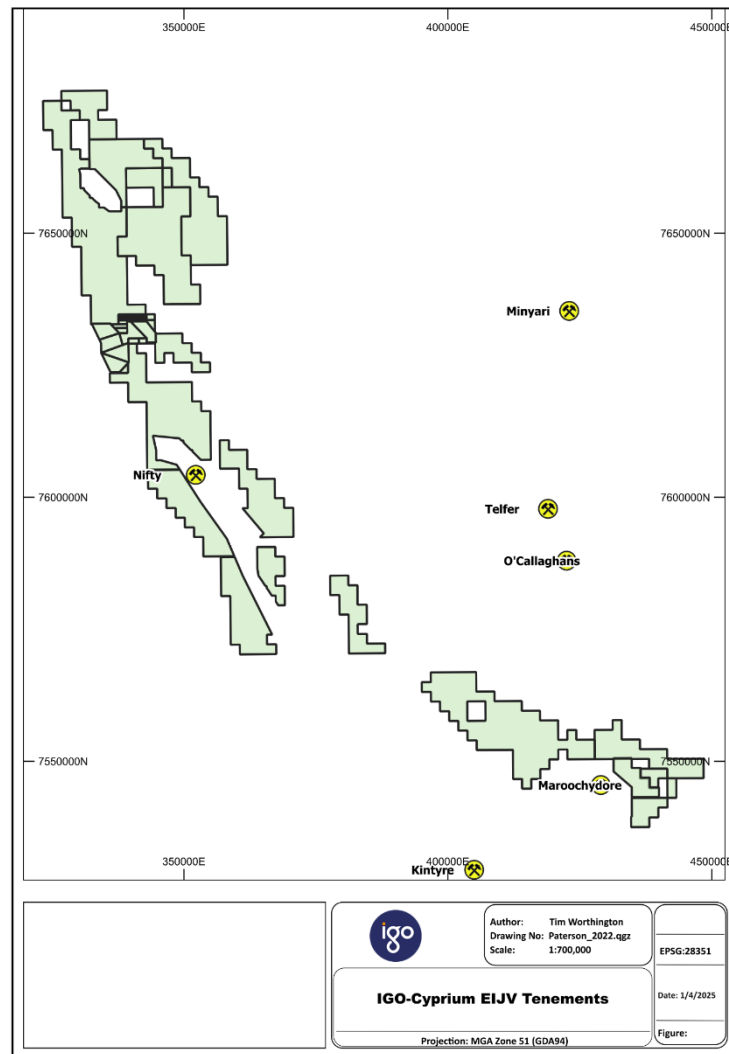 350000E 400000E 450000E
7650000N 7650000N
Minyari
Nifty
7600000N 7600000N
Telfer
O'Callaghans
7550000N 7550000N
Maroochydore
350000E 400000E 450000E
Kintyre
igo
Author: Tim Worthington
Drawing No: Paterson_2022.qgz
Scale: 1:700,000
EPSG:28351
IGO-Cyprium EIJV Tenements
Date: 1/4/2025
Projection: MGA Zone 51 (GDA94)
Figure: